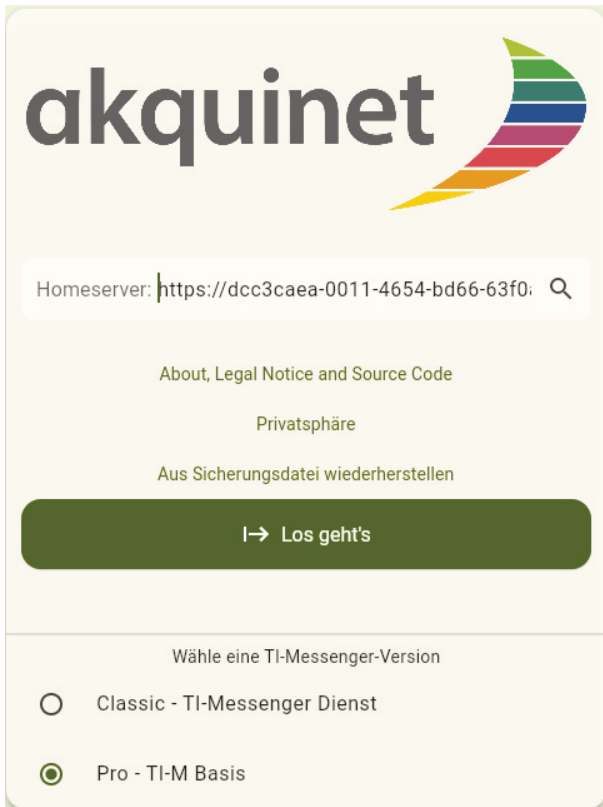 akquinet
Homeserver: https://dcc3caea-0011-4654-bd66-63f0
About, Legal Notice and Source Code
Privatsphäre
Aus Sicherungsdatei wiederherstellen
Los geht's
Wähle eine TI-Messenger-Version
Classic - TI-Messenger Dienst
Pro - TI-M Basis